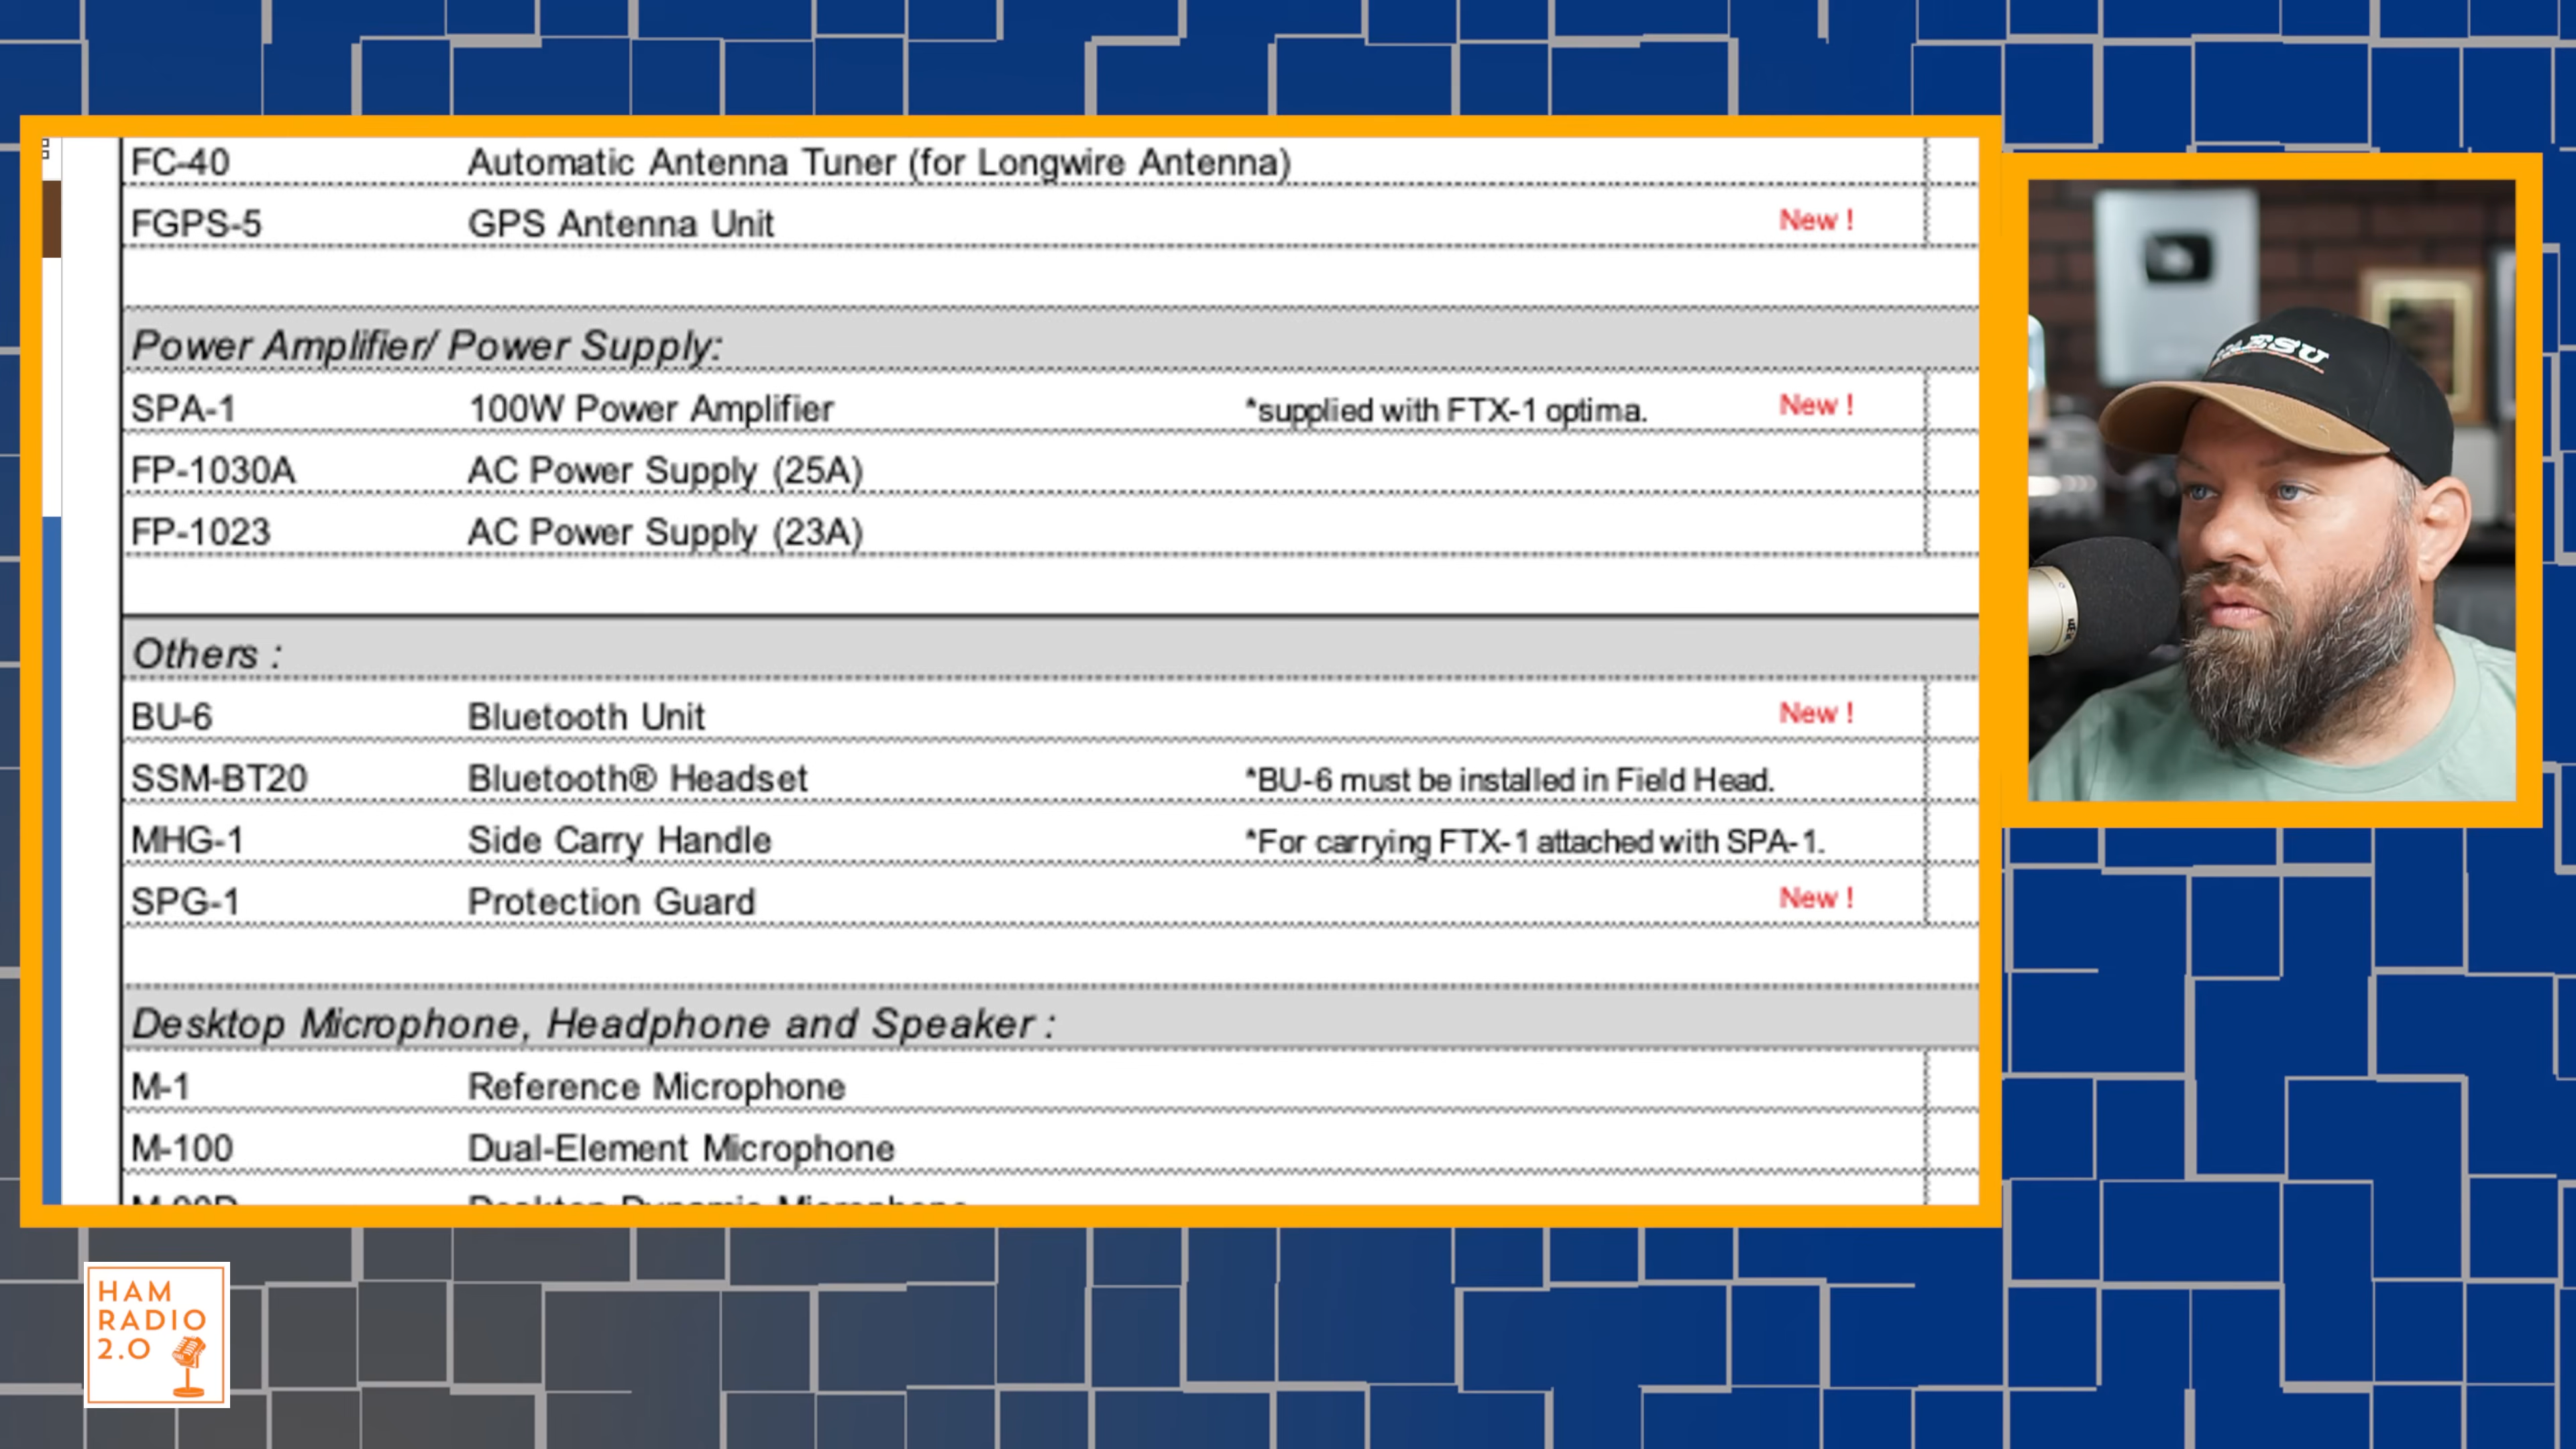 FC-40 Automatic Antenna Tuner (for Longwire Antenna)
FGPS-5 GPS Antenna Unit New !
Power Amplifier/ Power Supply:
SPA-1 100W Power Amplifier *supplied with FTX-1 optima. New !
FP-1030A AC Power Supply (25A)
FP-1023 AC Power Supply (23A)
Others :
BU-6 Bluetooth Unit New !
SSM-BT20 Bluetooth® Headset *BU-6 must be installed in Field Head.
MHG-1 Side Carry Handle *For carrying FTX-1 attached with SPA-1.
SPG-1 Protection Guard New !
Desktop Microphone, Headphone and Speaker :
M-1 Reference Microphone
M-100 Dual-Element Microphone
HAM
RADIO
2.0